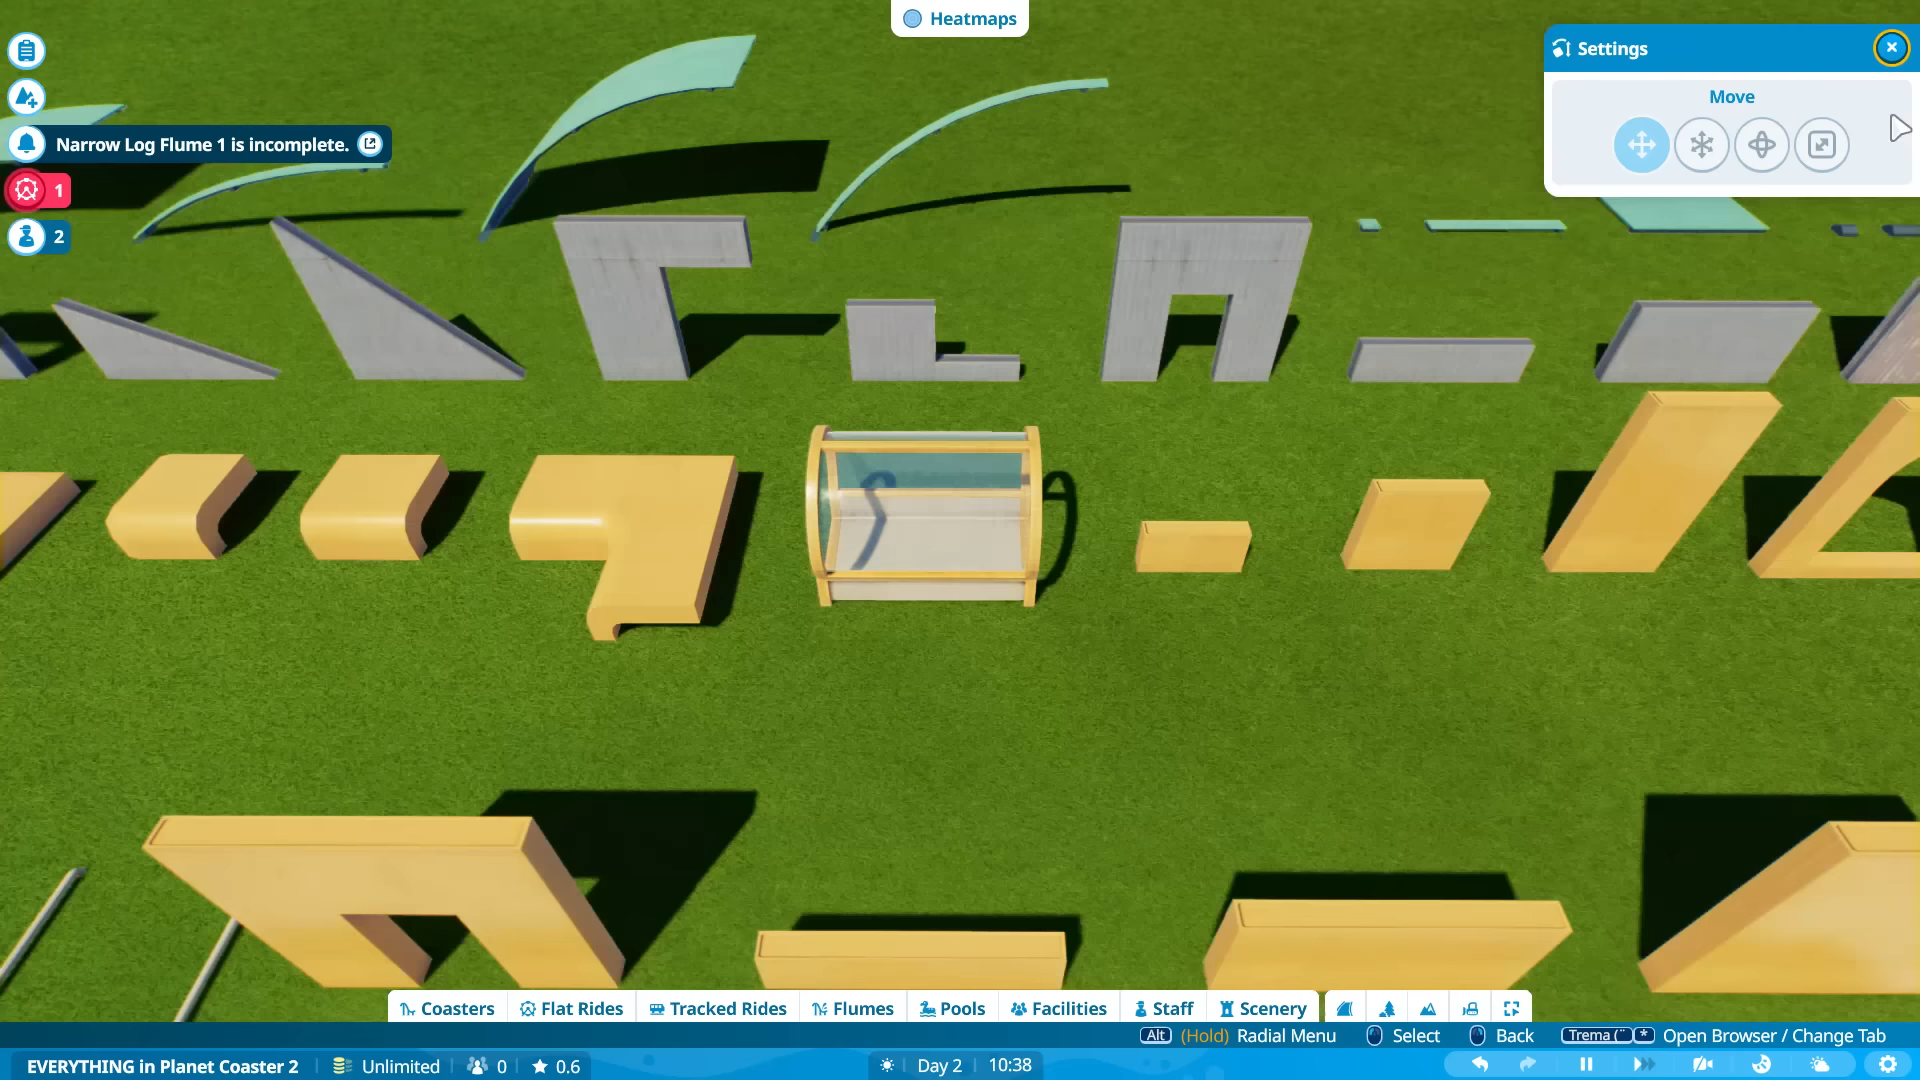 Heatmaps
Settings
Move
Narrow Log Flume 1 is incomplete.
1
2
Coasters Flat Rides Tracked Rides Flumes Pools Facilities Staff Scenery
Alt (Hold) Radial Menu Select Back Trema (¨ * Open Browser / Change Tab
EVERYTHING in Planet Coaster 2 Unlimited 0 0.6 Day 2 10:38